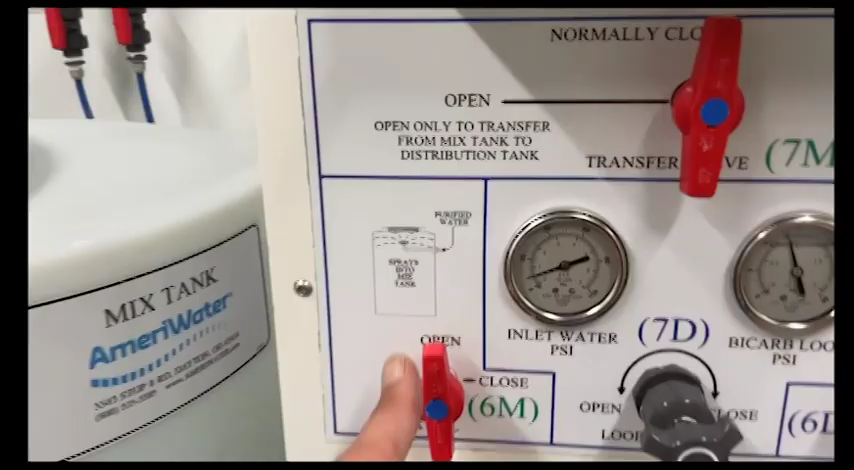 NORMALLY CLO
OPEN
OPEN ONLY TO TRANSFER
FROM MIX TANK TO
DISTRIBUTION TANK
TRANSFER VE
(7M
PURIFIED
WATER
SPRAYS
INTO
MIX
TANK
OPEN
CLOSE
(6M)
INLET WATER
PSI
(7D)
BICARB LOO
PSI
OPEN
CLOSE
LOO
(6D
MIX TANK
AmeriWater